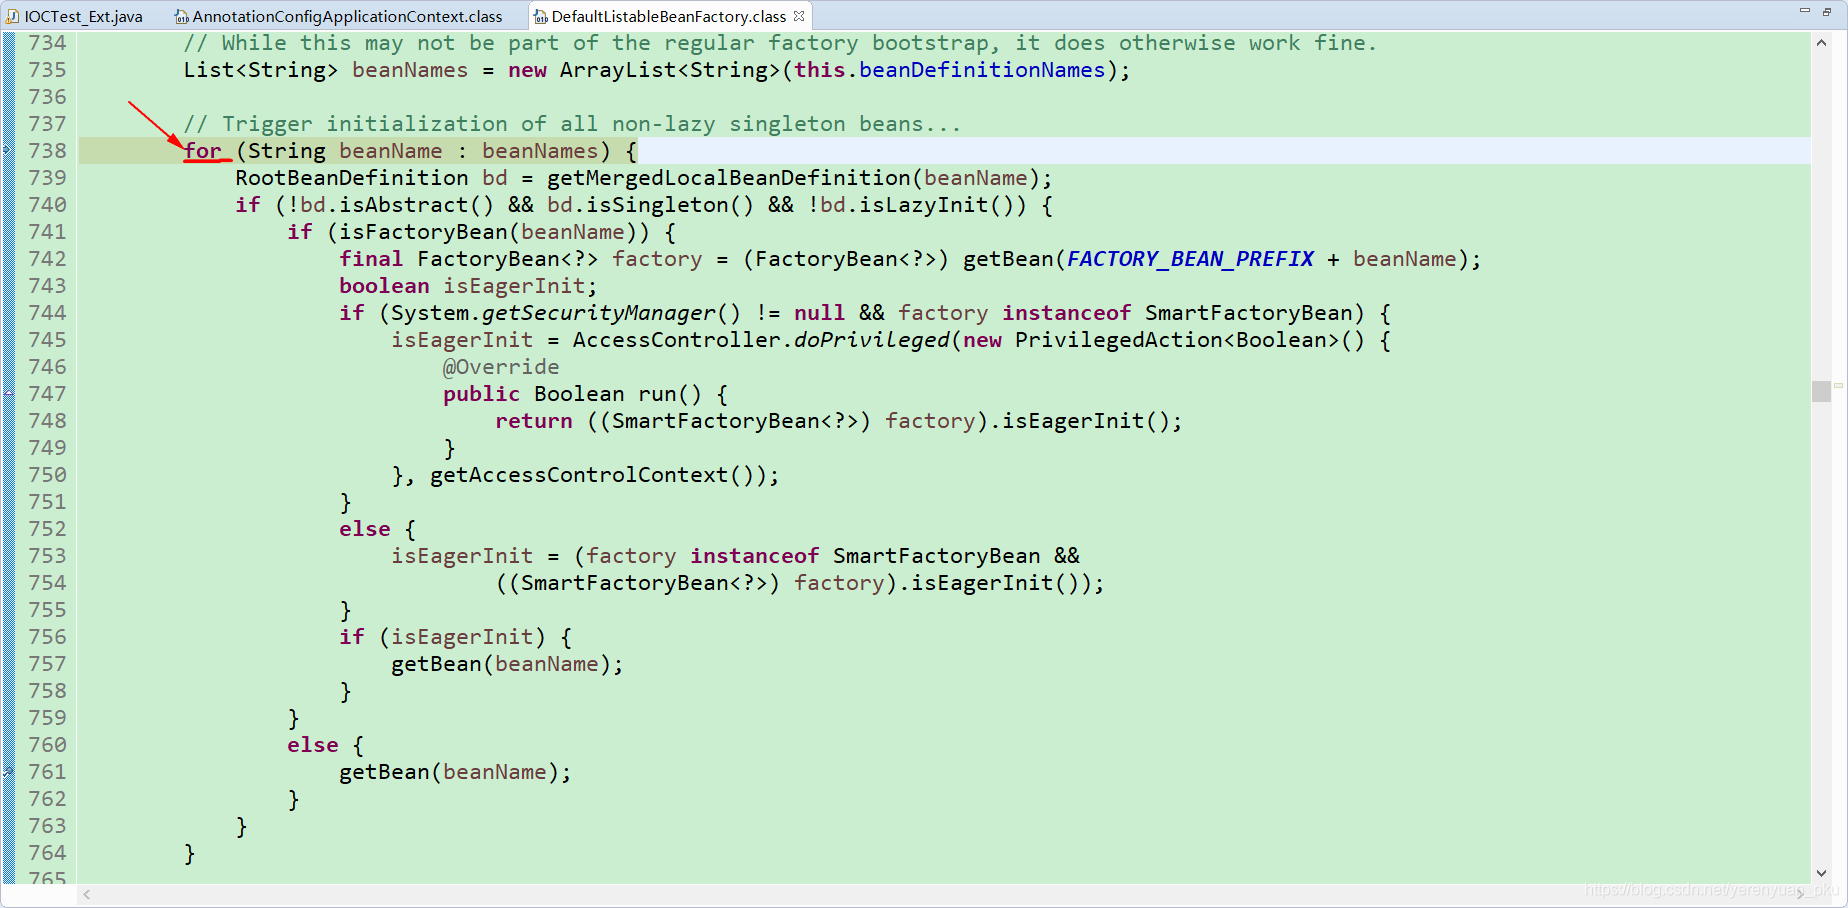 IOCTest_Ext.java AnnotationConfigApplicationContext.class DefaultListableBeanFactory.class
734 // While this may not be part of the regular factory bootstrap, it does otherwise work fine.
735 List<String> beanNames = new ArrayList<String>(this.beanDefinitionNames);
736
737 // Trigger initialization of all non-lazy singleton beans...
738 for (String beanName : beanNames) {
739 RootBeanDefinition bd = getMergedLocalBeanDefinition(beanName);
740 if (!bd.isAbstract() && bd.isSingleton() && !bd.isLazyInit()) {
741 if (isFactoryBean(beanName)) {
742 final FactoryBean<?> factory = (FactoryBean<?>) getBean(FACTORY_BEAN_PREFIX + beanName);
743 boolean isEagerInit;
744 if (System.getSecurityManager() != null && factory instanceof SmartFactoryBean) {
745 isEagerInit = AccessController.doPrivileged(new PrivilegedAction<Boolean>() {
746 @Override
747 public Boolean run() {
748 return ((SmartFactoryBean<?>) factory).isEagerInit();
749 }
750 }, getAccessControlContext());
751 }
752 else {
753 isEagerInit = (factory instanceof SmartFactoryBean &&
754 ((SmartFactoryBean<?>) factory).isEagerInit());
755 }
756 if (isEagerInit) {
757 getBean(beanName);
758 }
759 }
760 else {
761 getBean(beanName);
762 }
763 }
764 }
765
https://blog.csdn.net/yerenyuan_pku